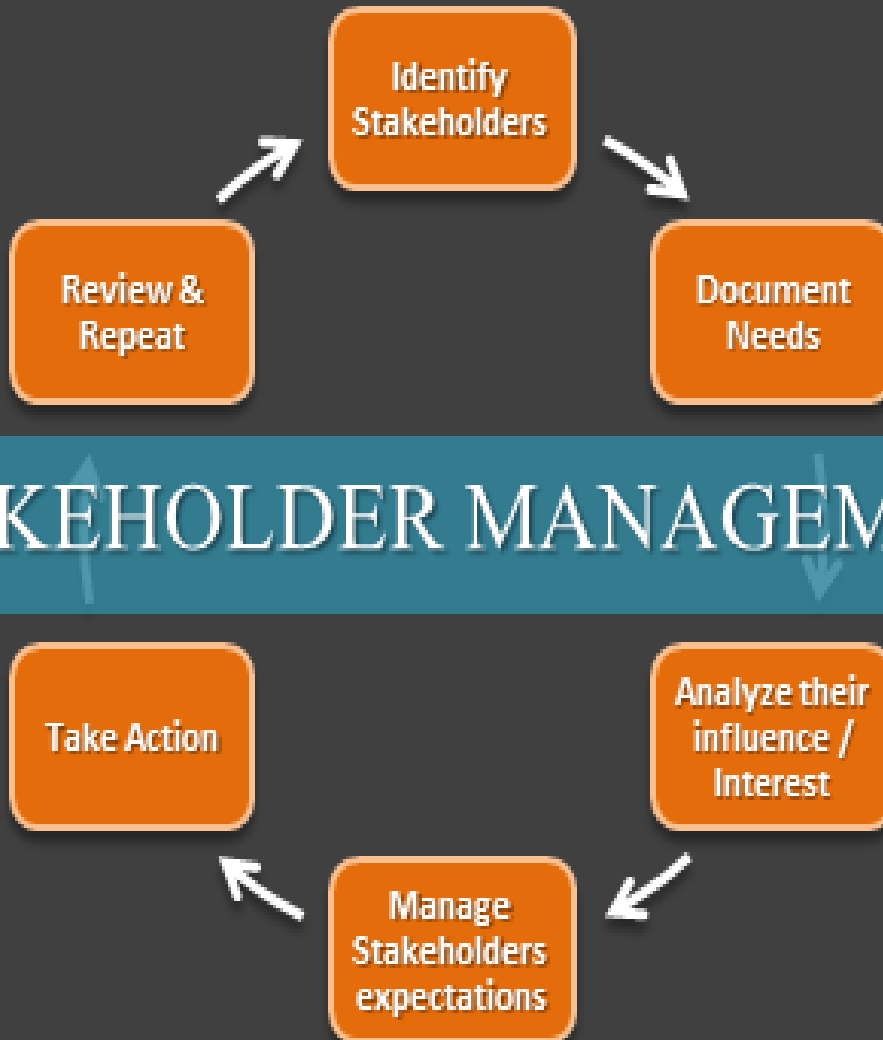 Identify
Stakeholders
Review &
Repeat
Document
Needs
KEHOLDER MANAGEM
Take Action
Analyze their
influence /
Interest
Manage
Stakeholders
expectations